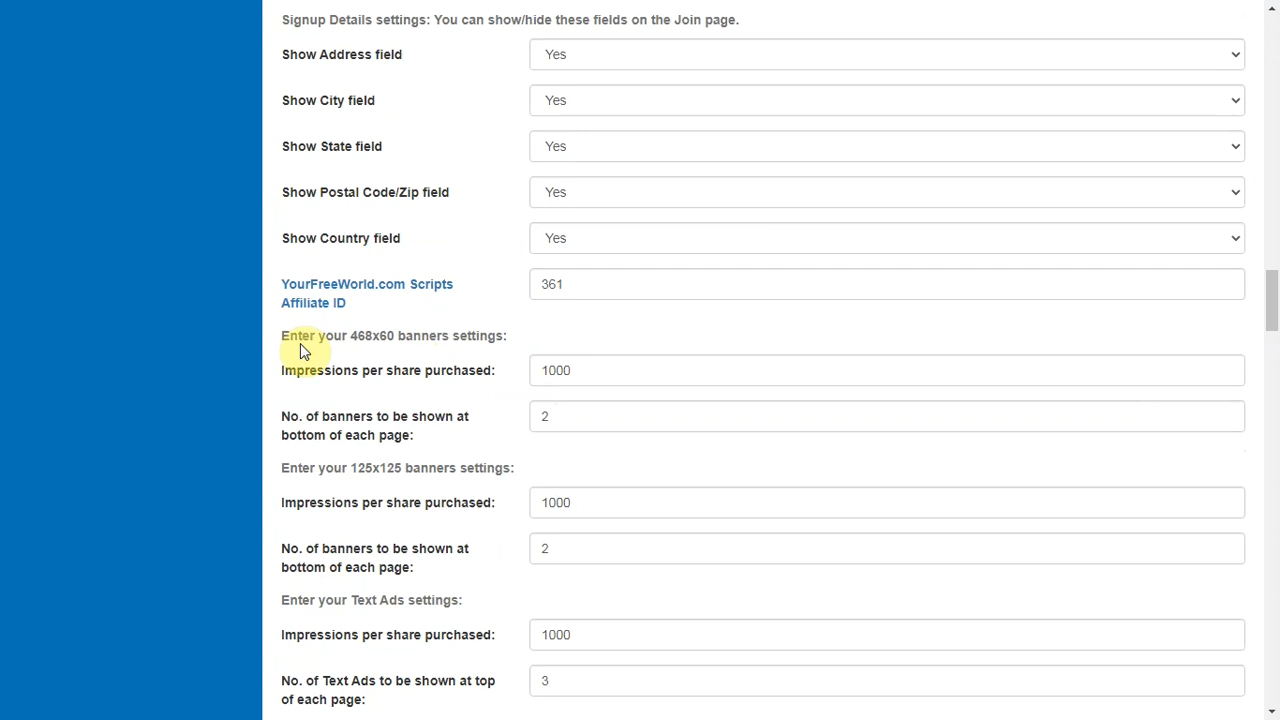 Signup Details settings: You can show/hide these fields on the Join page.
Show Address field
Yes
Show City field
Yes
Show State field
Yes
Show Postal Code/Zip field
Yes
Show Country field
Yes
YourFreeWorld.com Scripts
Affiliate ID
361
Enter your 468x60 banners settings:
Impressions per share purchased:
1000
No. of banners to be shown at
bottom of each page:
2
Enter your 125x125 banners settings:
Impressions per share purchased:
1000
No. of banners to be shown at
bottom of each page:
2
Enter your Text Ads settings:
Impressions per share purchased:
1000
No. of Text Ads to be shown at top
of each page:
3